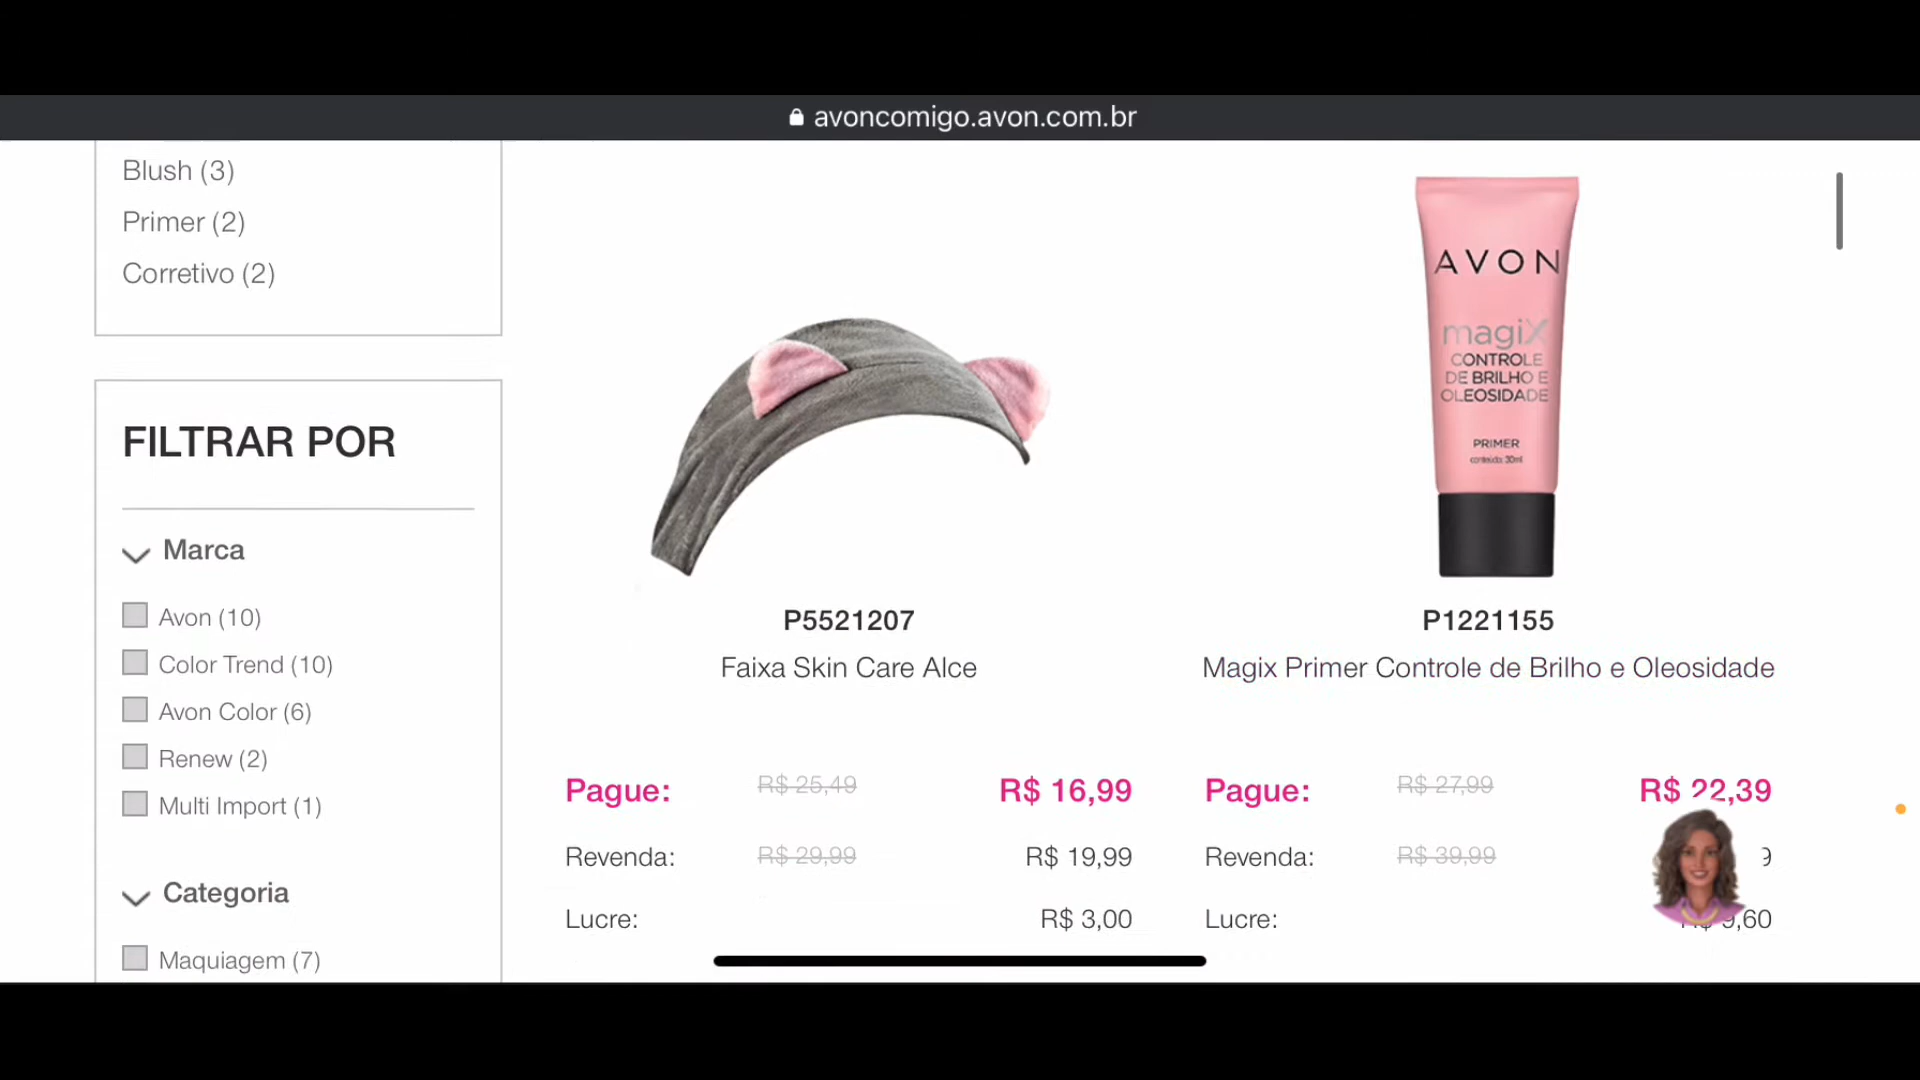 avoncomigo.avon.com.br
Blush (3)
Primer (2)
Corretivo (2)
FILTRAR POR
Marca
Avon (10)
Color Trend (10)
Avon Color (6)
Renew (2)
Multi Import (1)
Categoria
Maquiagem (7)
P5521207
Faixa Skin Care Alce
Pague: R$ 25,49 R$ 16,99
Revenda: R$ 29,99 R$ 19,99
Lucre: R$ 3,00
AVON
magiX
CONTROLE
DE BRILHO E
OLEOSIDADE
PRIMER
conteúdo: 30ml
P1221155
Magix Primer Controle de Brilho e Oleosidade
Pague: R$ 27,99 R$ 22,39
Revenda: R$ 39,99
Lucre: